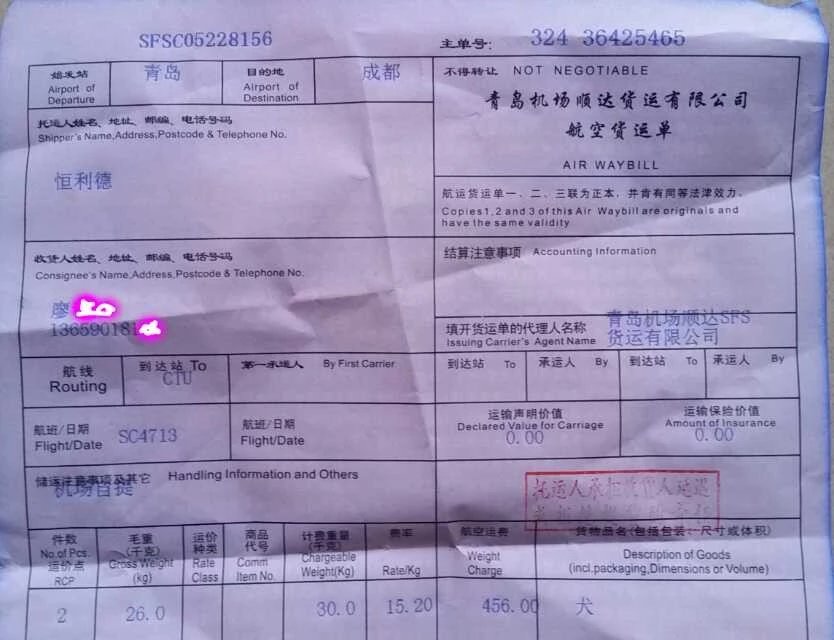 SFSC05228156
主单号: 324 36425465
始发站 青岛 目的地 成都
Airport of Departure Airport of Destination
不得转让 NOT NEGOTIABLE
青岛机场顺达货运有限公司
航空货运单
AIR WAYBILL
托运人姓名、地址、邮编、电话号码
Shipper's Name,Address,Postcode & Telephone No.
恒利德
航运货运单一、二、三联为正本，并肯有同等法律效力.
Copies1,2 and 3 of this Air Waybill are originals and
have the same validity
收货人姓名、地址、邮编、电话号码
Consignee's Name,Address,Postcode & Telephone No.
廖
136590181
结算注意事项 Accounting Information
填开货运单的代理人名称
Issuing Carrier's Agent Name
青岛机场顺达SFS
货运有限公司
航线
Routing
到达站 To
CTU
第一承运人 By First Carrier
到达站 To 承运人 By 到达站 To 承运人 By
航班/日期
Flight/Date SC4713
航班/日期
Flight/Date
运输声明价值
Declared Value for Carriage
0.00
运输保险价值
Amount of Insurance
0.00
储运注意事项及其它 Handling Information and Others
机场自提
托运人承担收货人延迟
件数
No.of Pcs.
运价点
RCP
毛重
(千克)
Gross Weight
(kg)
运价
种类
Rate
Class
商品
代号
Comm
Item No.
计费重量
(千克)
Chargeable
Weight(Kg)
费率
Rate/Kg
航空运费
Weight
Charge
货物品名(包括包装、尺寸或体积)
Description of Goods
(incl.packaging,Dimensions or Volume)
2 26.0 30.0 15.20 456.00 犬